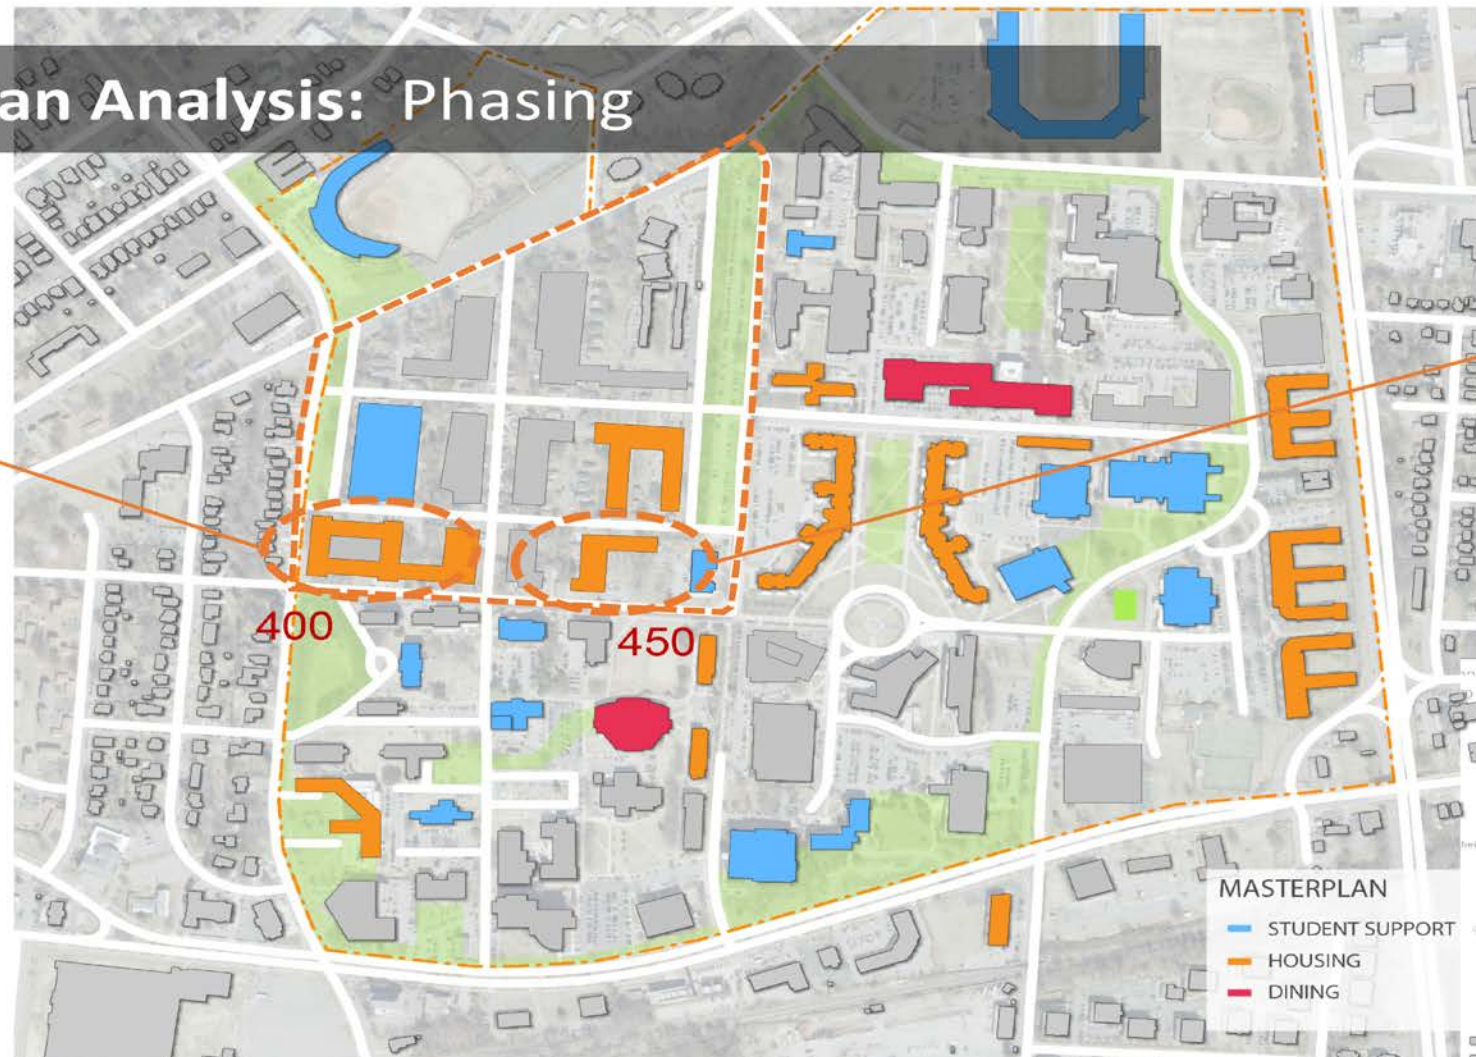 an Analysis: Phasing
400
450
MASTERPLAN
STUDENT SUPPORT
HOUSING
DINING